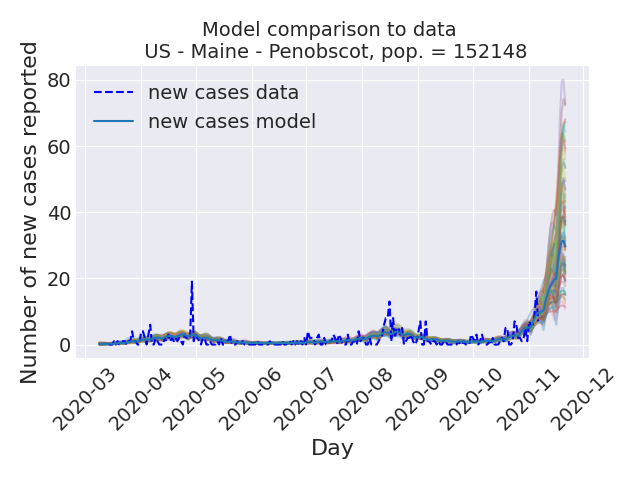 Model comparison to data
US - Maine - Penobscot, pop. = 152148
Number of new cases reported
80
60
40
20
0
new cases data
new cases model
2020-03
2020-04
2020-05
2020-06
2020-07
2020-08
2020-09
2020-10
2020-11
2020-12
Day